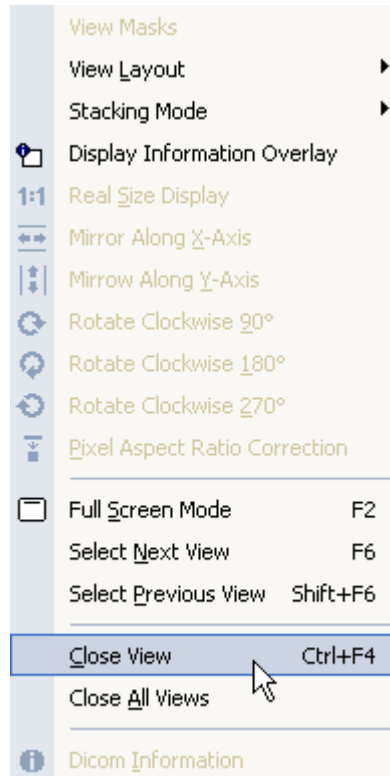 View Masks
View Layout
Stacking Mode
Display Information Overlay
1:1 Real Size Display
Mirror Along X-Axis
Mirrow Along Y-Axis
Rotate Clockwise 90°
Rotate Clockwise 180°
Rotate Clockwise 270°
Pixel Aspect Ratio Correction
Full Screen Mode F2
Select Next View F6
Select Previous View Shift+F6
Close View Ctrl+F4
Close All Views
Dicom Information